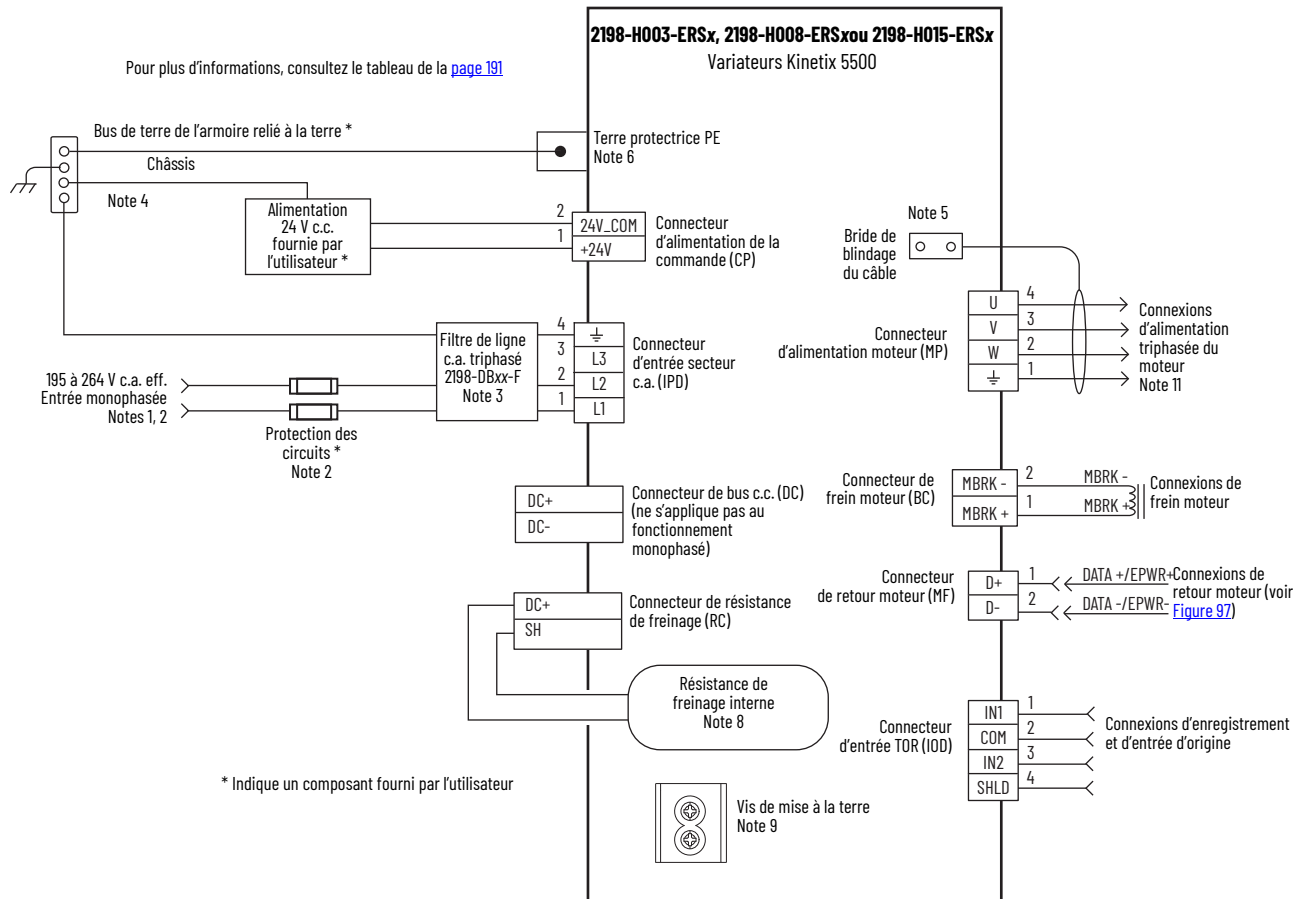 2198-H003-ERSx, 2198-H008-ERSxou 2198-H015-ERSx
Variateurs Kinetix 5500
Pour plus d'informations, consultez le tableau de la page 191
Bus de terre de l'armoire relié à la terre *
Châssis
Note 4
Terre protectrice PE
Note 6
Alimentation
24 V c.c.
fournie par
l'utilisateur *
2
1
24V_COM
+24V
Connecteur
d'alimentation de la
commande (CP)
Note 5
Bride de
blindage
du câble
Connecteur
d'alimentation moteur (MP)
U
V
W
4
3
2
1
Connexions
d'alimentation
triphasée du
moteur
Note 11
195 à 264 V c.a. eff.
Entrée monophasée
Notes 1, 2
Protection des
circuits *
Note 2
Filtre de ligne
c.a. triphasé
2198-DBxx-F
Note 3
4
3
2
1
L3
L2
L1
Connecteur
d'entrée secteur
c.a. (IPD)
DC+
DC-
Connecteur de bus c.c. (DC)
(ne s'applique pas au
fonctionnement
monophasé)
Connecteur de
frein moteur (BC)
MBRK -
MBRK +
2
1
MBRK -
MBRK +
Connexions de
frein moteur
Connecteur
de retour moteur (MF)
D+
D-
1
2
DATA +/EPWR+
DATA -/EPWR-
Connexions de
retour moteur (voir
Figure 97)
DC+
SH
Connecteur de résistance
de freinage (RC)
Résistance de
freinage interne
Note 8
Connecteur
d'entrée TOR (IOD)
IN1
COM
IN2
SHLD
1
2
3
4
Connexions d'enregistrement
et d'entrée d'origine
* Indique un composant fourni par l'utilisateur
Vis de mise à la terre
Note 9